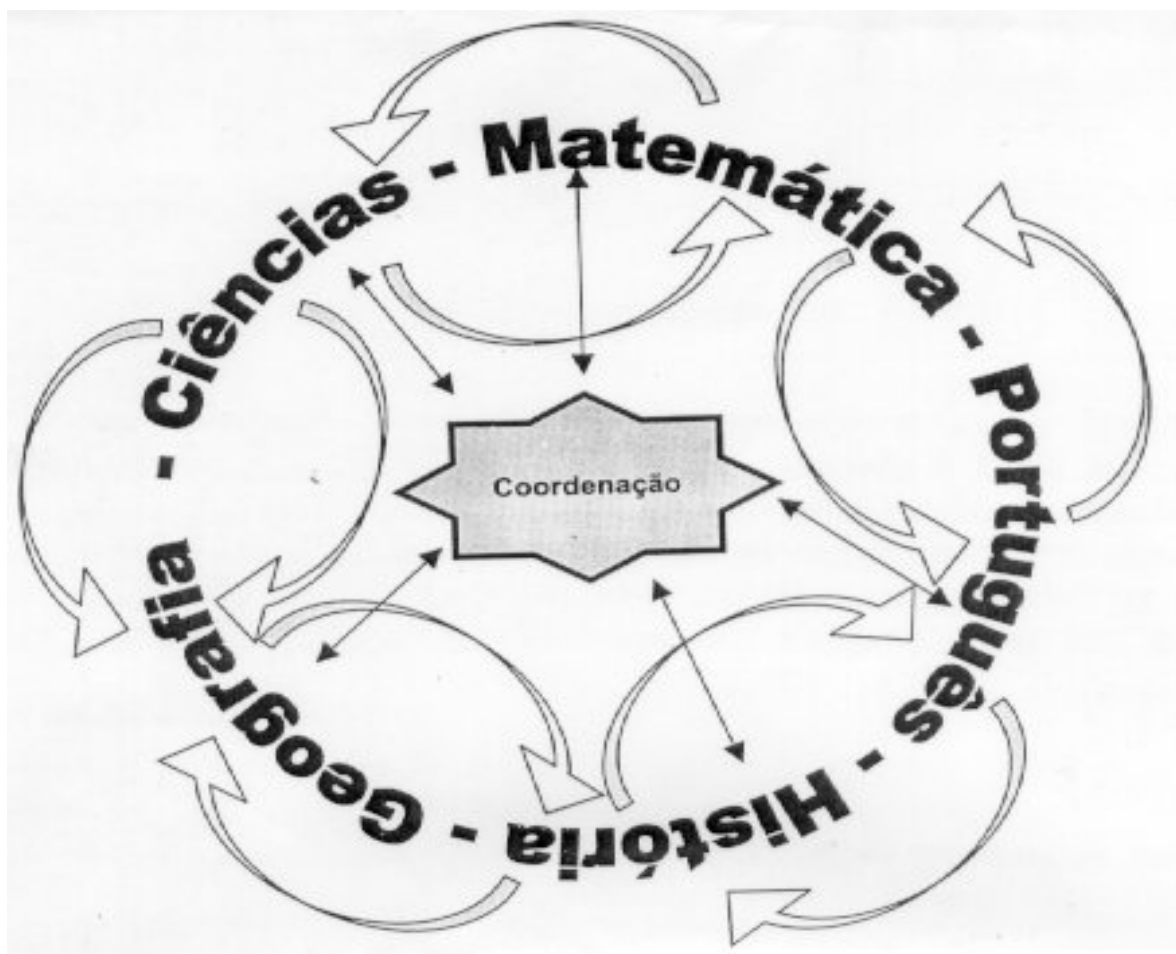 - Ciências - Matemática - Português - História - Geografia
Coordenação